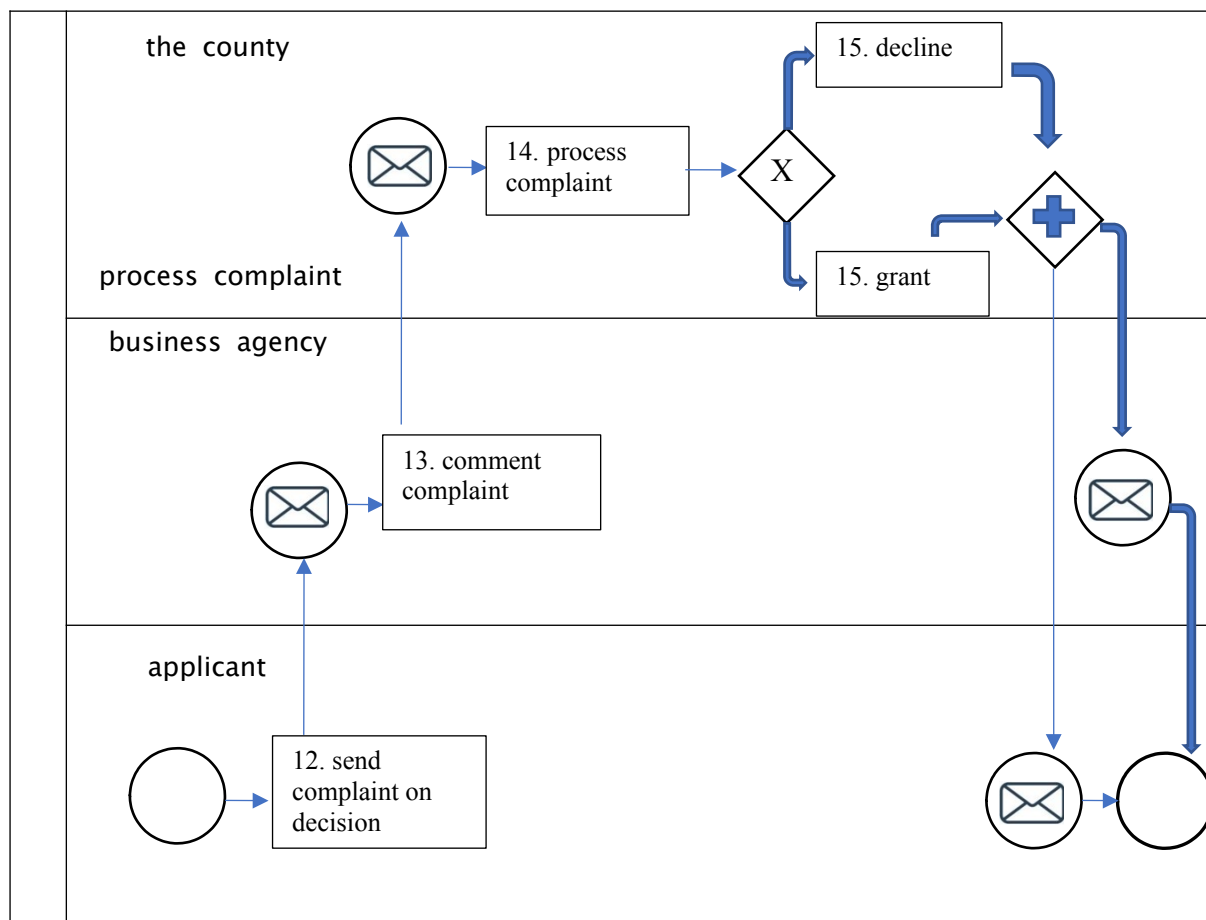 the county
15. decline
14. process
complaint
X
process complaint
15. grant
business agency
13. comment
complaint
applicant
12. send
complaint on
decision